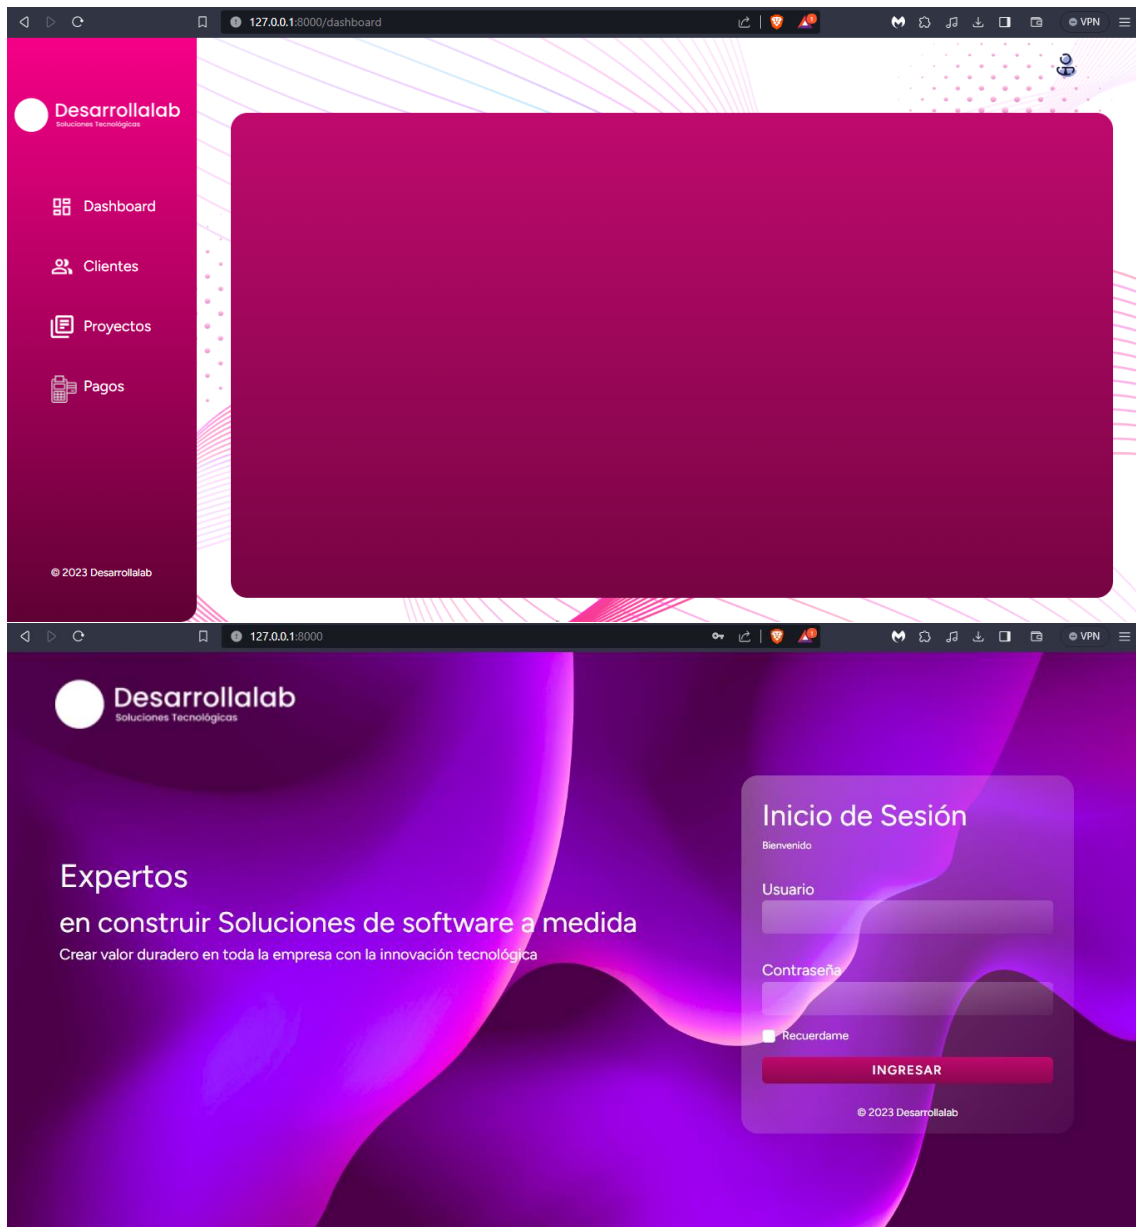 127.0.0.1:8000/dashboard
VPN
Desarrollalab
Soluciones Tecnológicas
Dashboard
Clientes
Proyectos
Pagos
© 2023 Desarrollalab
127.0.0.1:8000
VPN
Desarrollalab
Soluciones Tecnológicas
Expertos
en construir Soluciones de software a medida
Crear valor duradero en toda la empresa con la innovación tecnológica
Inicio de Sesión
Bienvenido
Usuario
Contraseña
Recuerdame
INGRESAR
© 2023 Desarrollalab